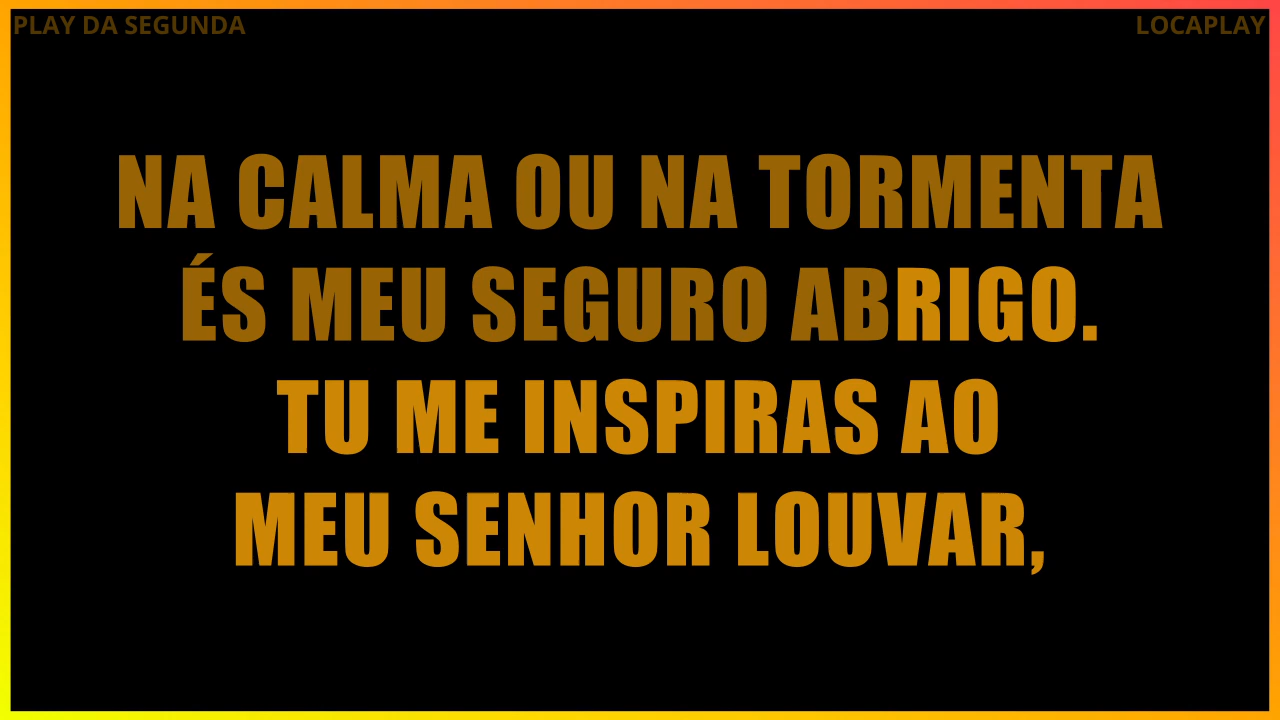 PLAY DA SEGUNDA
LOCAPLAY
NA CALMA OU NA TORMENTA
ÉS MEU SEGURO ABRIGO.
TU ME INSPIRAS AO
MEU SENHOR LOUVAR,